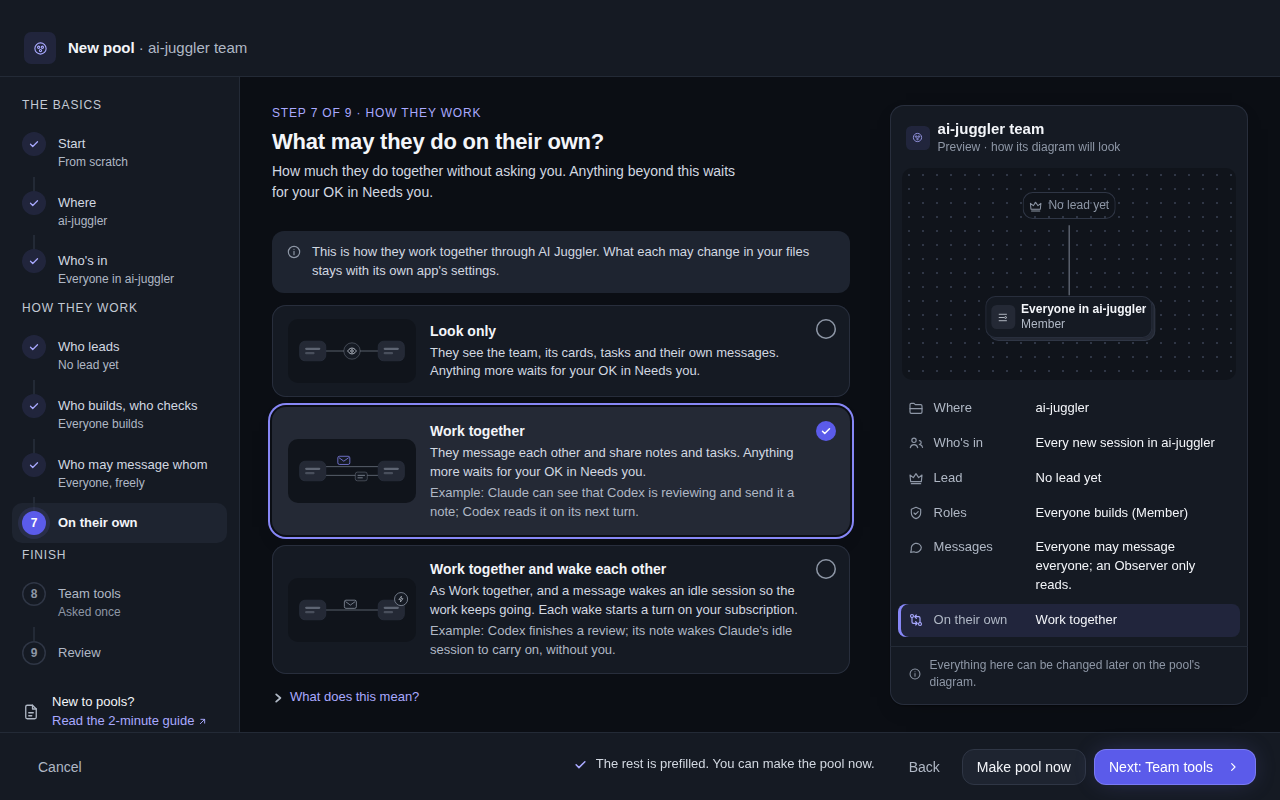 New pool · ai-juggler team
THE BASICS
Start
From scratch
Where
ai-juggler
Who's in
Everyone in ai-juggler
HOW THEY WORK
Who leads
No lead yet
Who builds, who checks
Everyone builds
Who may message whom
Everyone, freely
7 On their own
FINISH
8 Team tools
Asked once
9 Review
New to pools?
Read the 2-minute guide
STEP 7 OF 9 · HOW THEY WORK
What may they do on their own?
How much they do together without asking you. Anything beyond this waits
for your OK in Needs you.
This is how they work together through AI Juggler. What each may change in your files
stays with its own app's settings.
Look only
They see the team, its cards, tasks and their own messages.
Anything more waits for your OK in Needs you.
Work together
They message each other and share notes and tasks. Anything
more waits for your OK in Needs you.
Example: Claude can see that Codex is reviewing and send it a
note; Codex reads it on its next turn.
Work together and wake each other
As Work together, and a message wakes an idle session so the
work keeps going. Each wake starts a turn on your subscription.
Example: Codex finishes a review; its note wakes Claude's idle
session to carry on, without you.
What does this mean?
ai-juggler team
Preview · how its diagram will look
No lead yet
Everyone in ai-juggler
Member
Where ai-juggler
Who's in Every new session in ai-juggler
Lead No lead yet
Roles Everyone builds (Member)
Messages Everyone may message
everyone; an Observer only
reads.
On their own Work together
Everything here can be changed later on the pool's
diagram.
Cancel
The rest is prefilled. You can make the pool now.
Back
Make pool now
Next: Team tools